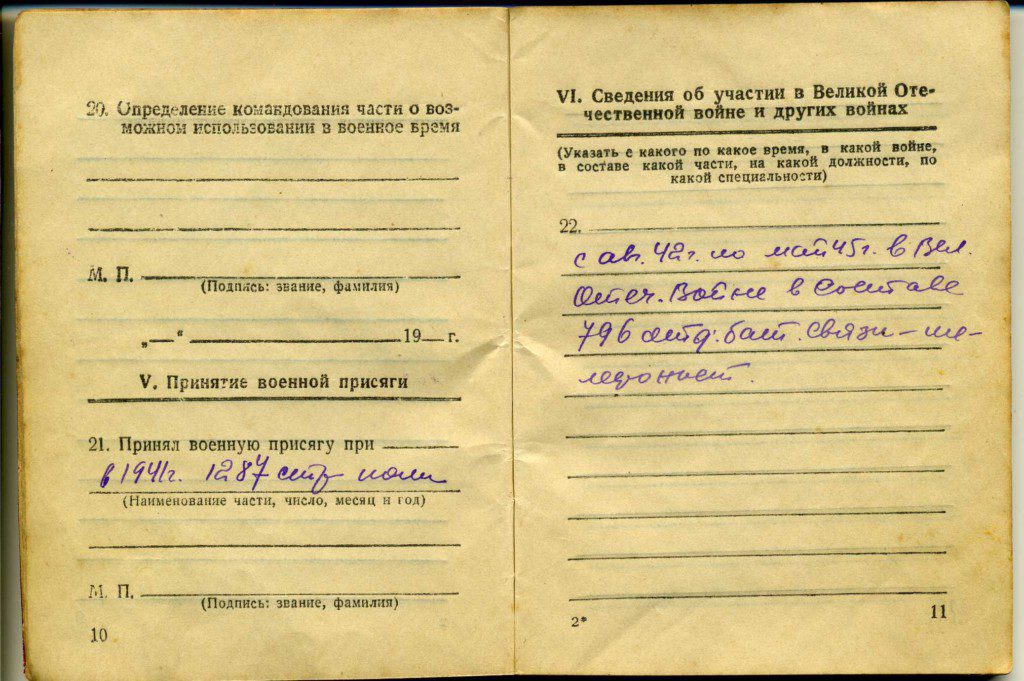 20. Определение командования части о воз-
можном использовании в военное время
М. П.
(Подпись: звание, фамилия)
„—“ 19— г.
V. Принятие военной присяги
21. Принял военную присягу при
в 1941г. 1287 стр полк
(Наименование части, число, месяц и год)
М. П.
(Подпись: звание, фамилия)
10
VI. Сведения об участии в Великой Оте-
чественной войне и других войнах
(Указать с какого по какое время, в какой войне,
в составе какой части, на какой должности, по
какой специальности)
22.
с авг. 42г. по май 45г. в Вел.
Отеч. Войне в составе
796 отд. бат. связи – те-
лефонист.
2*
11